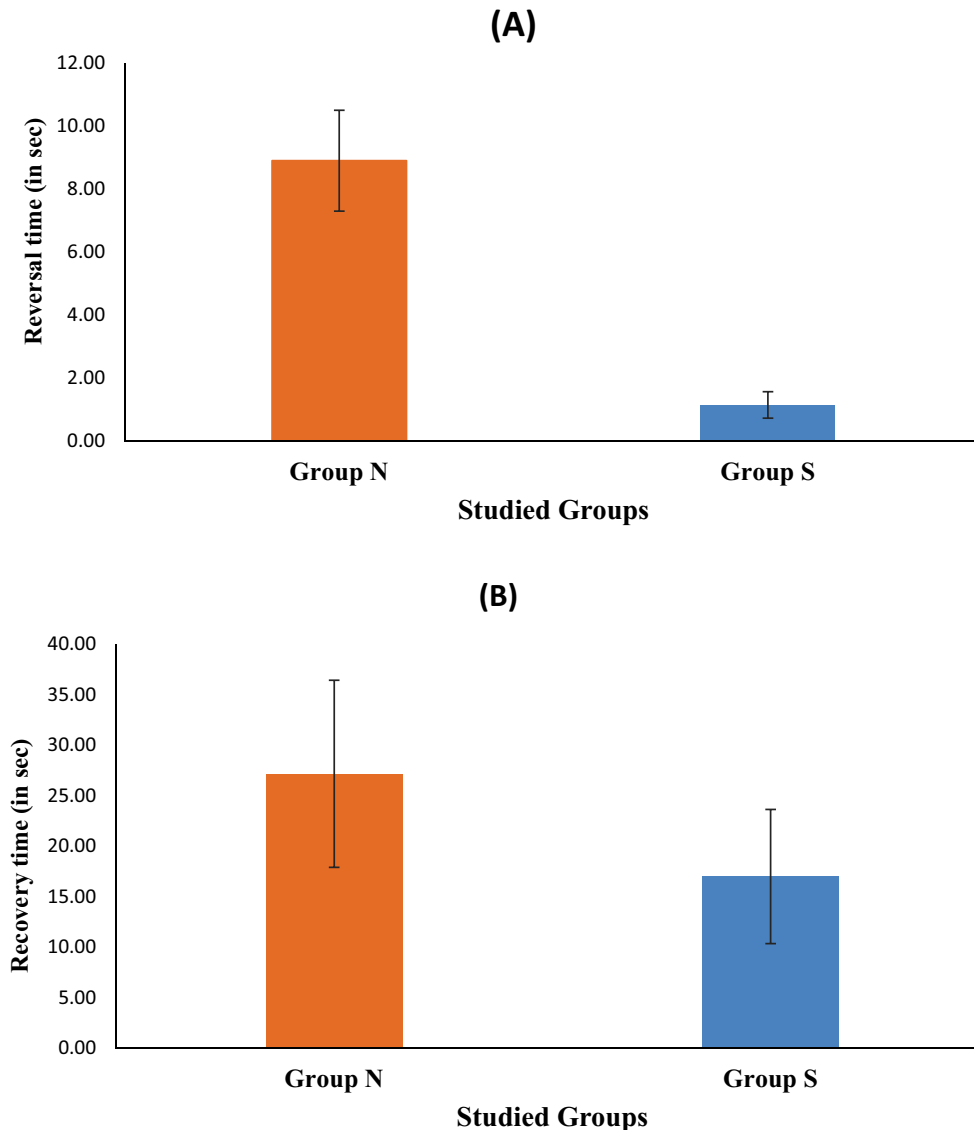 (A)
12.00
10.00
8.00
6.00
4.00
2.00
0.00
Reversal time (in sec)
Group N
Group S
Studied Groups
(B)
40.00
35.00
30.00
25.00
20.00
15.00
10.00
5.00
0.00
Recovery time (in sec)
Group N
Group S
Studied Groups